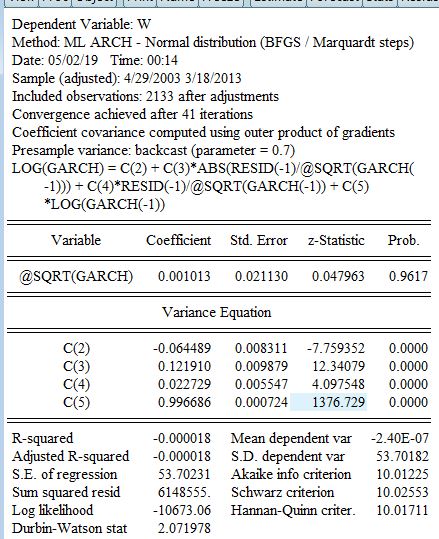 Dependent Variable: W
Method: ML ARCH - Normal distribution (BFGS / Marquardt steps)
Date: 05/02/19 Time: 00:14
Sample (adjusted): 4/29/2003 3/18/2013
Included observations: 2133 after adjustments
Convergence achieved after 41 iterations
Coefficient covariance computed using outer product of gradients
Presample variance: backcast (parameter = 0.7)
LOG(GARCH) = C(2) + C(3)*ABS(RESID(-1)/@SQRT(GARCH(
-1))) + C(4)*RESID(-1)/@SQRT(GARCH(-1)) + C(5)
*LOG(GARCH(-1))
Variable Coefficient Std. Error z-Statistic Prob.
@SQRT(GARCH) 0.001013 0.021130 0.047963 0.9617
Variance Equation
C(2) -0.064489 0.008311 -7.759352 0.0000
C(3) 0.121910 0.009879 12.34079 0.0000
C(4) 0.022729 0.005547 4.097548 0.0000
C(5) 0.996686 0.000724 1376.729 0.0000
R-squared -0.000018 Mean dependent var -2.40E-07
Adjusted R-squared -0.000018 S.D. dependent var 53.70182
S.E. of regression 53.70231 Akaike info criterion 10.01225
Sum squared resid 6148555. Schwarz criterion 10.02553
Log likelihood -10673.06 Hannan-Quinn criter. 10.01711
Durbin-Watson stat 2.071978